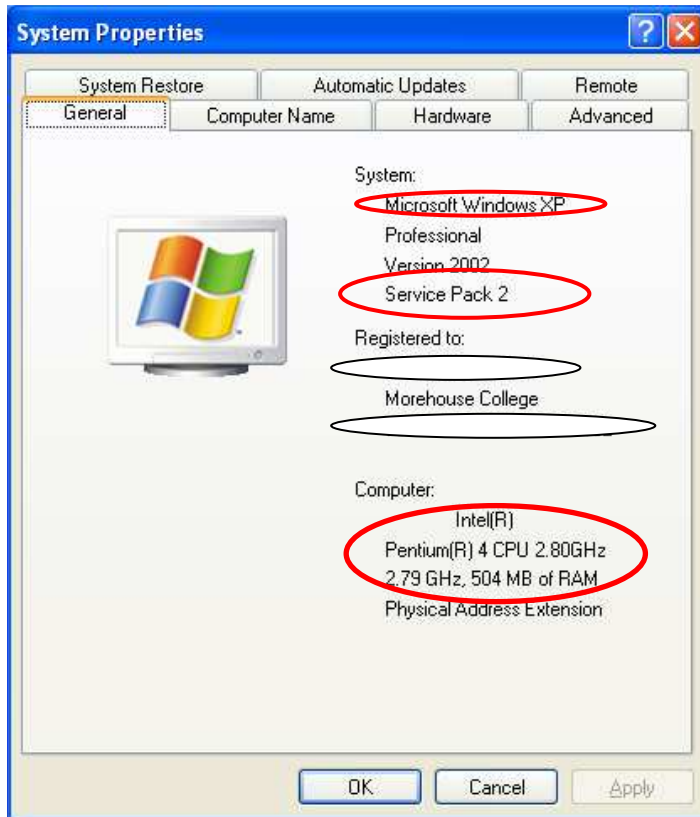 System Properties
System Restore Automatic Updates Remote
General Computer Name Hardware Advanced
System:
Microsoft Windows XP
Professional
Version 2002
Service Pack 2
Registered to:
Morehouse College
Computer:
Intel(R)
Pentium(R) 4 CPU 2.80GHz
2.79 GHz, 504 MB of RAM
Physical Address Extension
OK Cancel Apply